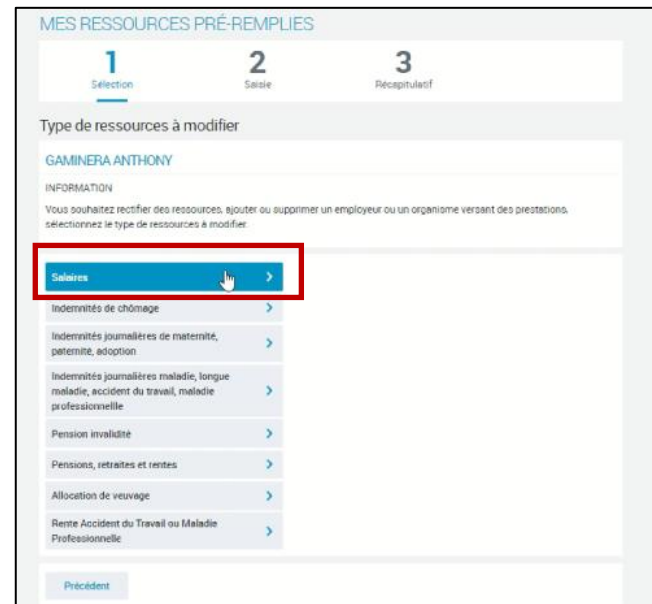 MES RESSOURCES PRÉ-REMPLIES
1 2 3
Sélection Saisie Récapitulatif
Type de ressources à modifier
GAMINERA ANTHONY
INFORMATION
Vous souhaitez rectifier des ressources, ajouter ou supprimer un employeur ou un organisme versant des prestations,
sélectionnez le type de ressources à modifier.
Salaires
Indemnités de chômage
Indemnités journalières de maternité,
paternité, adoption
Indemnités journalières maladie, longue
maladie, accident du travail, maladie
professionnellle
Pension invalidité
Pensions, retraites et rentes
Allocation de veuvage
Rente Accident du Travail ou Maladie
Professionnelle
Précédent